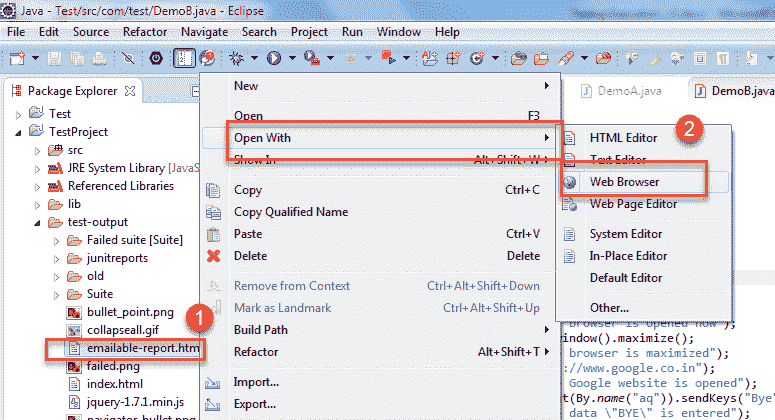 Java - Test/src/com/test/DemoB.java - Eclipse
File Edit JRE Source Refactor Navigate Search Project Run Window Help
Package Explorer
Test
TestProject
src
JRE System Library [JavaS
Referenced Libraries
lib
test-output
Failed suite [Suite]
junitreports
old
Suite
bullet_point.png
collapseall.gif
1
emailable-report.htm
failed.png
index.html
jquery-1.7.1.min.js
navigator-bullet.png
New
Open F3
Open With
Show In Alt+Shift+W
Copy Ctrl+C
Copy Qualified Name
Paste Ctrl+V
Delete Delete
Remove from Context Ctrl+Alt+Shift+Down
Mark as Landmark Ctrl+Alt+Shift+Up
Build Path
Refactor Alt+Shift+T
Import...
Export...
DemoA.java DemoB.java
2
HTML Editor
Text Editor
Web Browser
Web Page Editor
System Editor
In-Place Editor
Default Editor
Other...
browser is opened now");
indow().maximize();
browser is maximized");
://www.google.co.in");
Google website is opened");
t(By.name("aq")).sendKeys("Bye"
data \"BYE\" is entered");